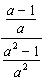 a − 1
a
a² − 1
a²